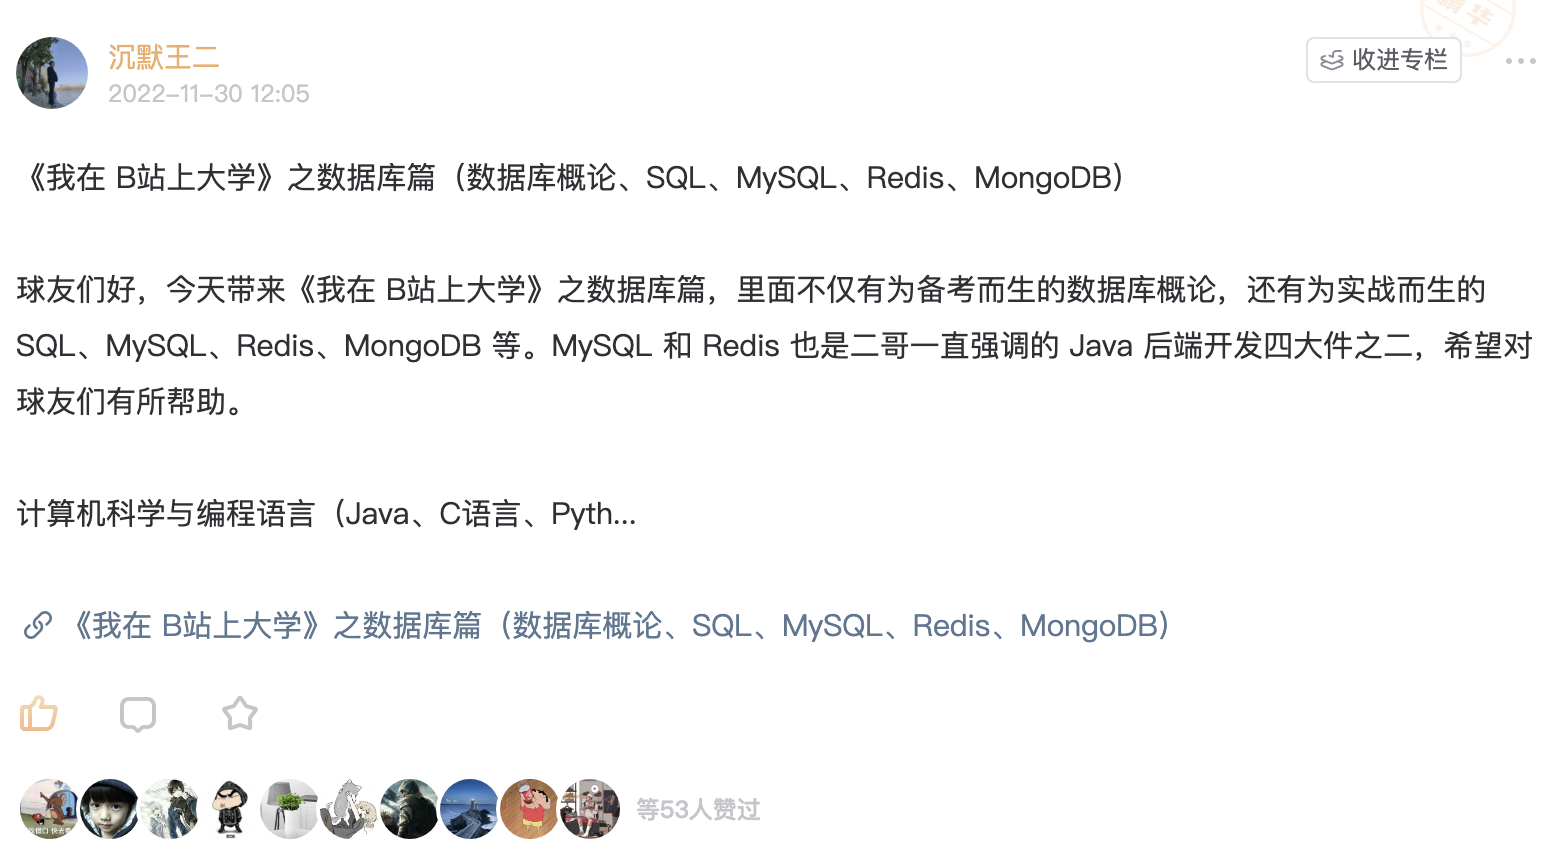 精华
沉默王二
2022-11-30 12:05
收进专栏
《我在 B站上大学》之数据库篇（数据库概论、SQL、MySQL、Redis、MongoDB）
球友们好，今天带来《我在 B站上大学》之数据库篇，里面不仅有为备考而生的数据库概论，还有为实战而生的
SQL、MySQL、Redis、MongoDB 等。MySQL 和 Redis 也是二哥一直强调的 Java 后端开发四大件之二，希望对
球友们有所帮助。
计算机科学与编程语言（Java、C语言、Pyth...
《我在 B站上大学》之数据库篇（数据库概论、SQL、MySQL、Redis、MongoDB）
等53人赞过